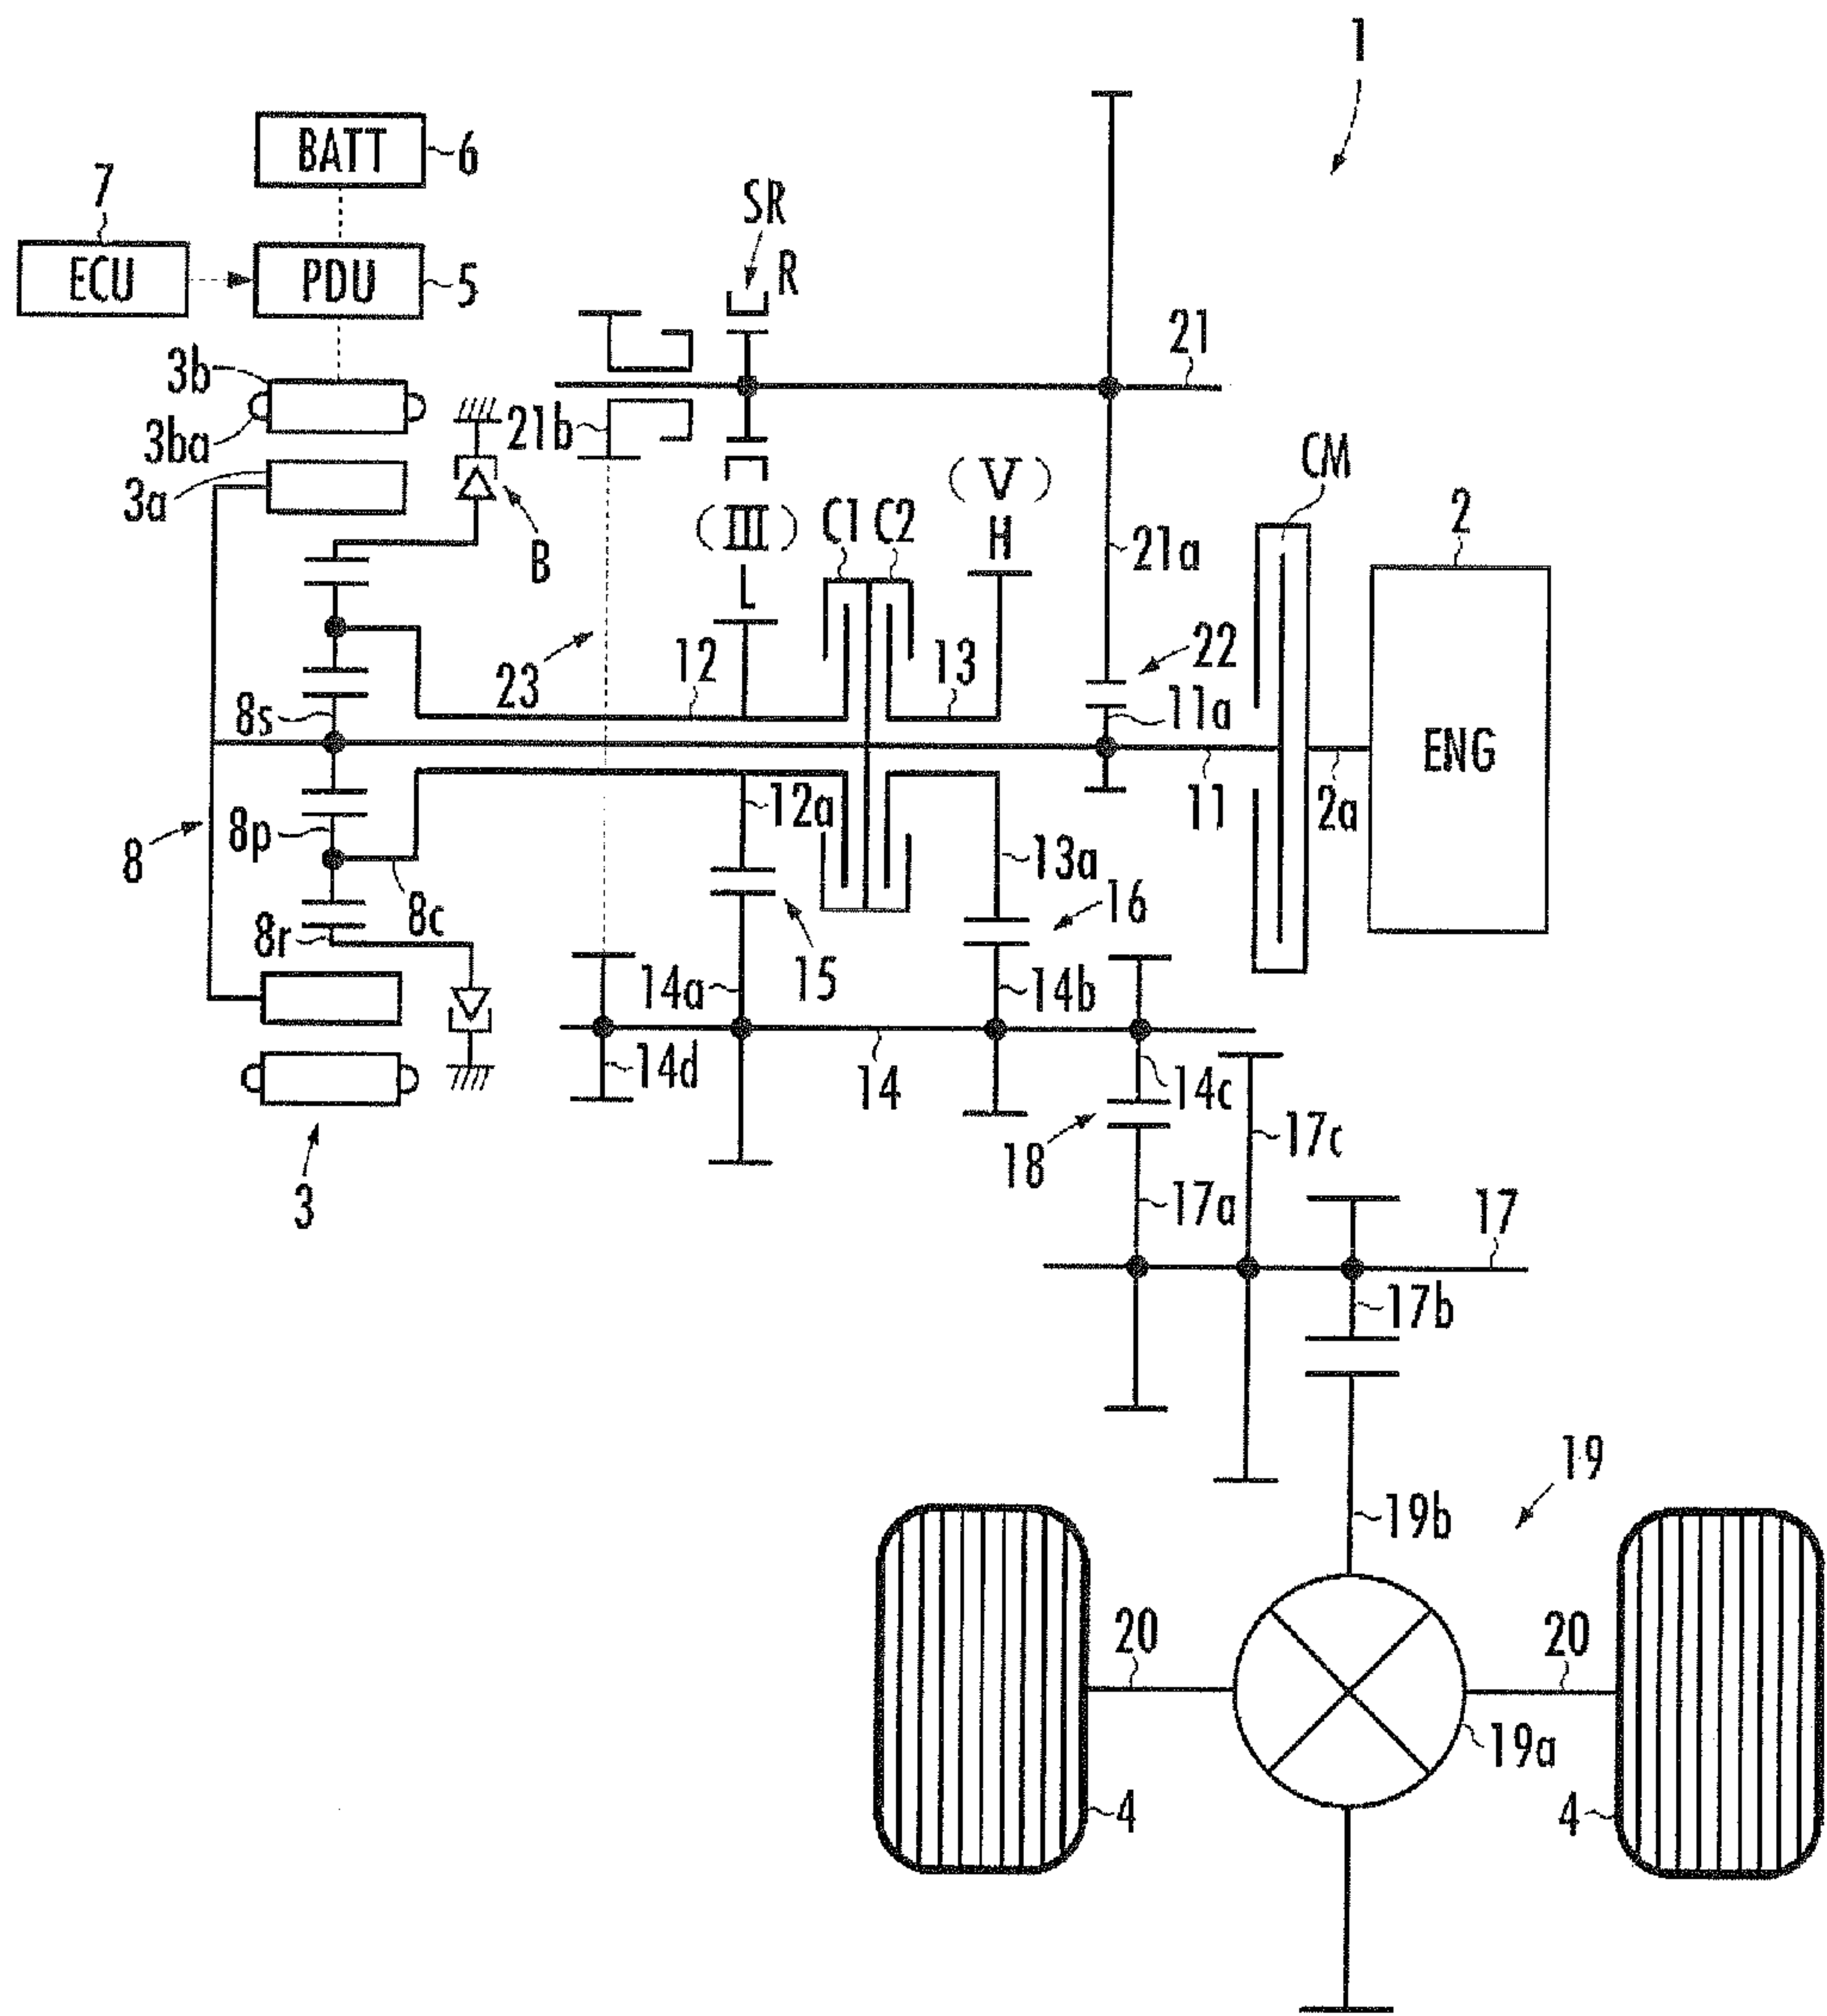 1
BATT
6
7
SR
ECU
PDU
5
R
3b
21
21b
3ba
CM
3a
(III)
C1
C2
(V)
2
B
H
21a
L
23
12
13
22
8s
11a
ENG
12a
11
2a
8p
8
13a
8c
16
8r
15
14a
14b
14d
14
14c
17c
18
3
17a
17
17b
19
19b
20
20
19a
4
4